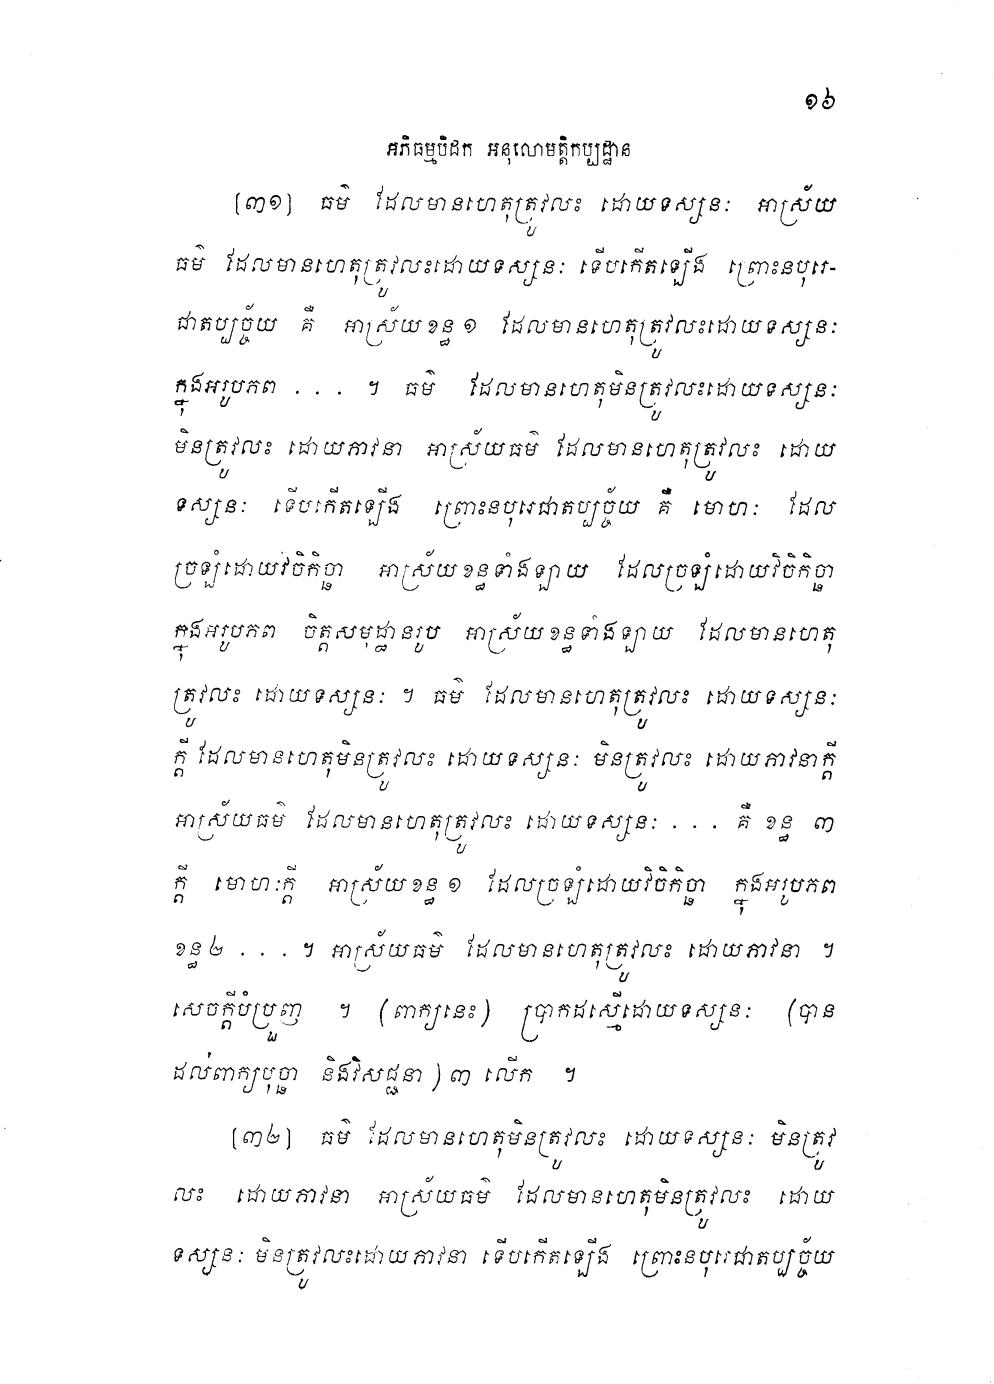 ១៦
អភិធម្មបិដក អនុលោមត្តិកប្បដ្ឋាន
[៣១] ធម៌ ដែលមានហេតុត្រូវលះ ដោយទស្សនៈ អាស្រ័យ
ធម៌ ដែលមានហេតុត្រូវលះដោយទស្សនៈ ទើបកើតឡើង ព្រោះនបុរេ-
ជាតប្បច្ច័យ គឺ អាស្រ័យខន្ធ១ ដែលមានហេតុត្រូវលះដោយទស្សនៈ
ក្នុងអរូបភព . . . ។ ធម៌ ដែលមានហេតុមិនត្រូវលះដោយទស្សនៈ
មិនត្រូវលះ ដោយភាវនា អាស្រ័យធម៌ ដែលមានហេតុត្រូវលះ ដោយ
ទស្សនៈ ទើបកើតឡើង ព្រោះនបុរេជាតប្បច្ច័យ គឺ មោហៈ ដែល
ច្រឡំដោយវិចិកិច្ឆា អាស្រ័យខន្ធទាំងឡាយ ដែលច្រឡំដោយវិចិកិច្ឆា
ក្នុងអរូបភព ចិត្តសមុដ្ឋានរូប អាស្រ័យខន្ធទាំងឡាយ ដែលមានហេតុ
ត្រូវលះ ដោយទស្សនៈ ។ ធម៌ ដែលមានហេតុត្រូវលះ ដោយទស្សនៈ
ក្តី ដែលមានហេតុមិនត្រូវលះ ដោយទស្សនៈ មិនត្រូវលះ ដោយភាវនាក្តី
អាស្រ័យធម៌ ដែលមានហេតុត្រូវលះ ដោយទស្សនៈ . . . គឺ ខន្ធ ៣
ក្តី មោហៈក្តី អាស្រ័យខន្ធ១ ដែលច្រឡំដោយវិចិកិច្ឆា ក្នុងអរូបភព
ខន្ធ២ . . . ។ អាស្រ័យធម៌ ដែលមានហេតុត្រូវលះ ដោយភាវនា ។
សេចក្តីបំប្រួញ ។ (ពាក្យនេះ) ប្រាកដស្មើដោយទស្សនៈ (បាន
ដល់ពាក្យបុច្ឆា និងវិសជ្ជនា) ៣ លើក ។
[៣២] ធម៌ ដែលមានហេតុមិនត្រូវលះ ដោយទស្សនៈ មិនត្រូវ
លះ ដោយភាវនា អាស្រ័យធម៌ ដែលមានហេតុមិនត្រូវលះ ដោយ
ទស្សនៈ មិនត្រូវលះដោយភាវនា ទើបកើតឡើង ព្រោះនបុរេជាតប្បច្ច័យ